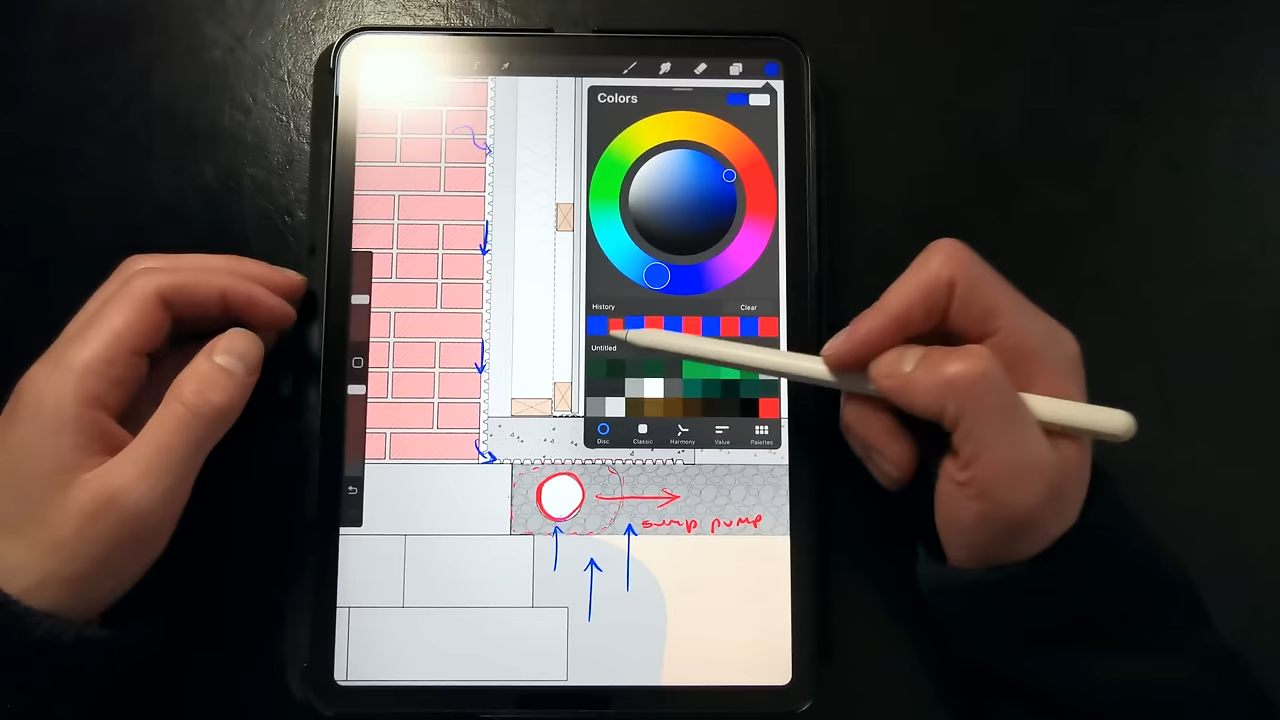 Colors
History Clear
Untitled
Disc Classic Harmony Value Palettes
sump pump